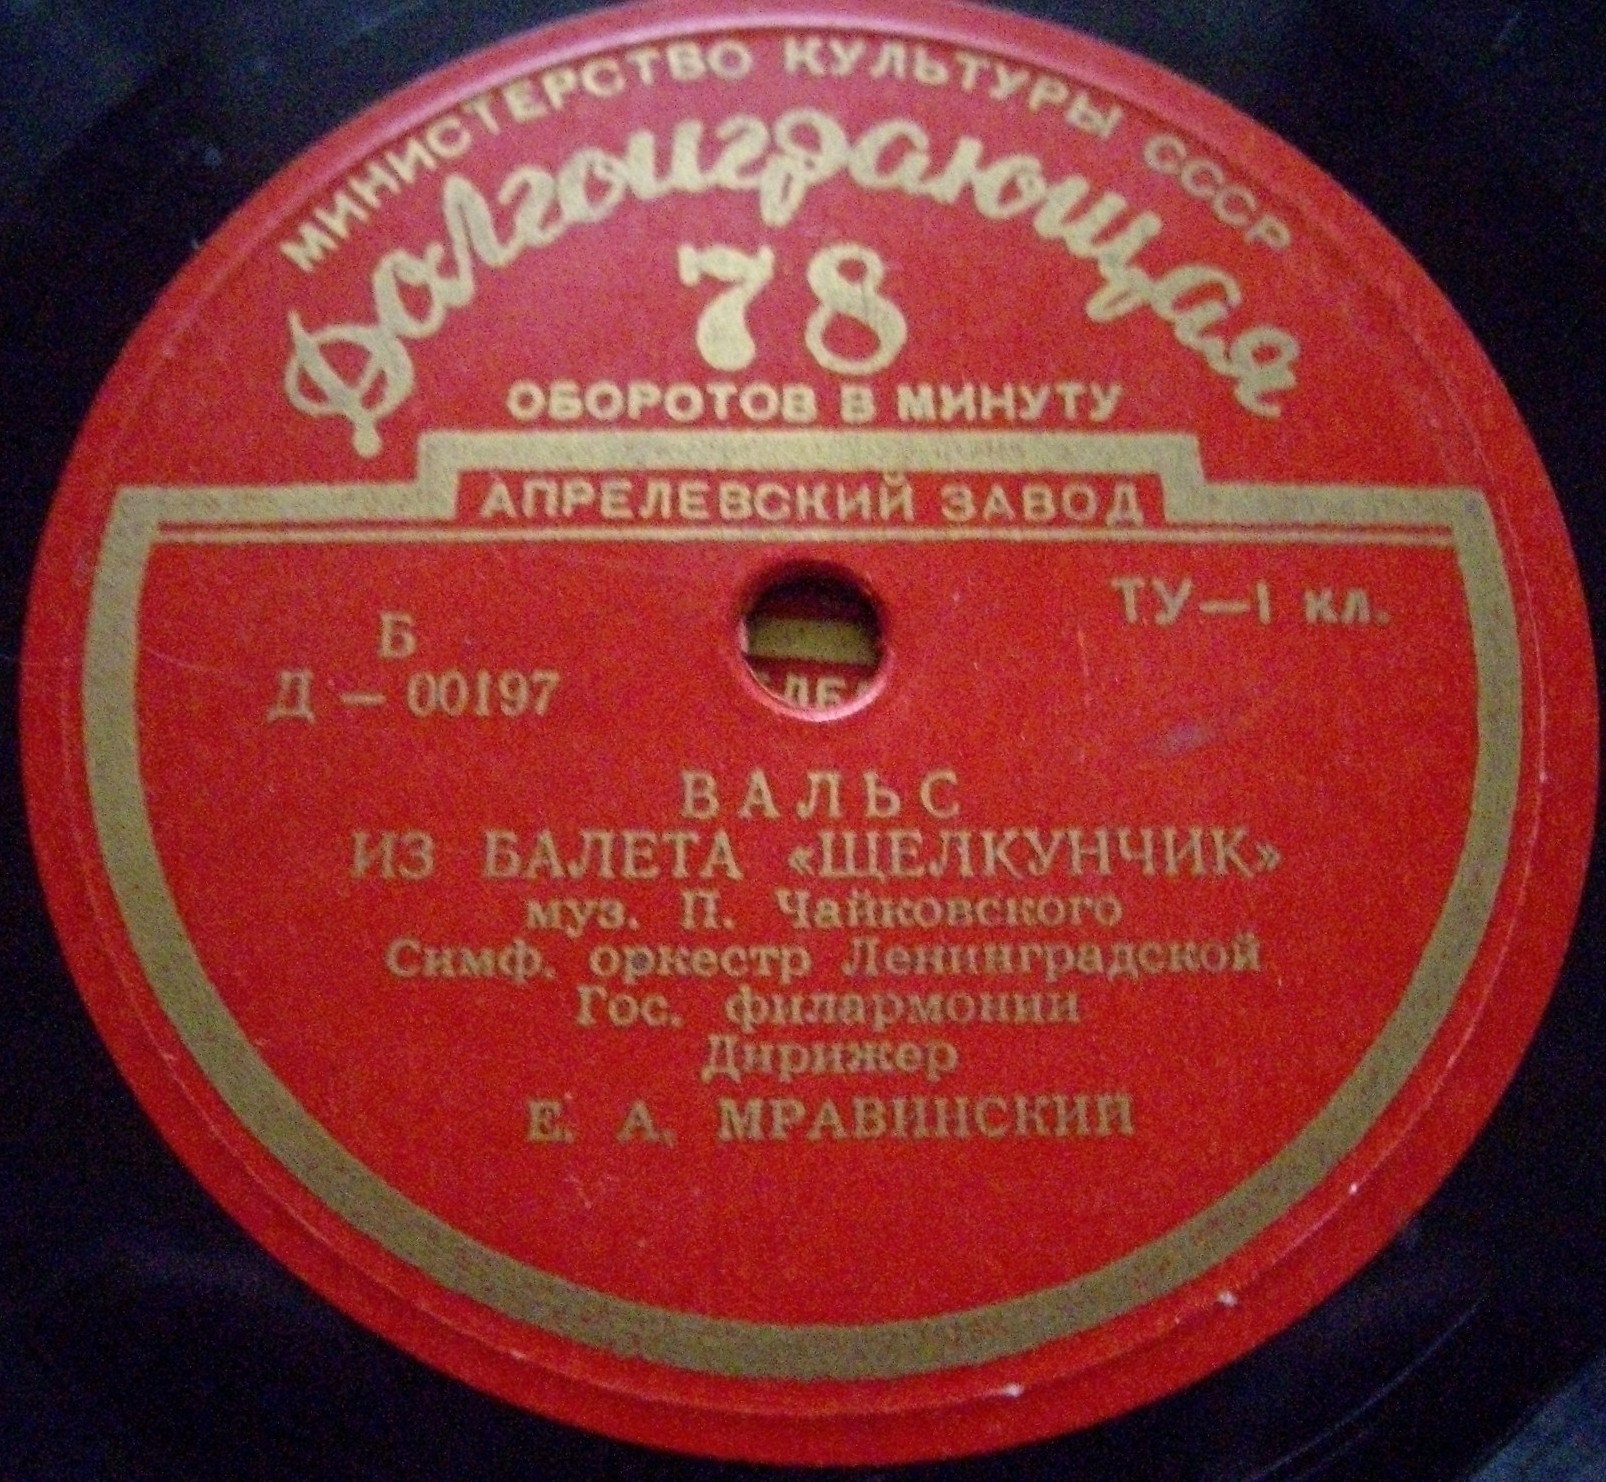 МИНИСТЕРСТВО КУЛЬТУРЫ СССР
Долгоиграющая
78
ОБОРОТОВ В МИНУТУ
АПРЕЛЕВСКИЙ ЗАВОД
ТУ—I кл.
Б
Д – 00197
ВАЛЬС
ИЗ БАЛЕТА «ЩЕЛКУНЧИК»
муз. П. Чайковского
Симф. оркестр Ленинградской
Гос. филармонии
Дирижер
Е. А. МРАВИНСКИЙ